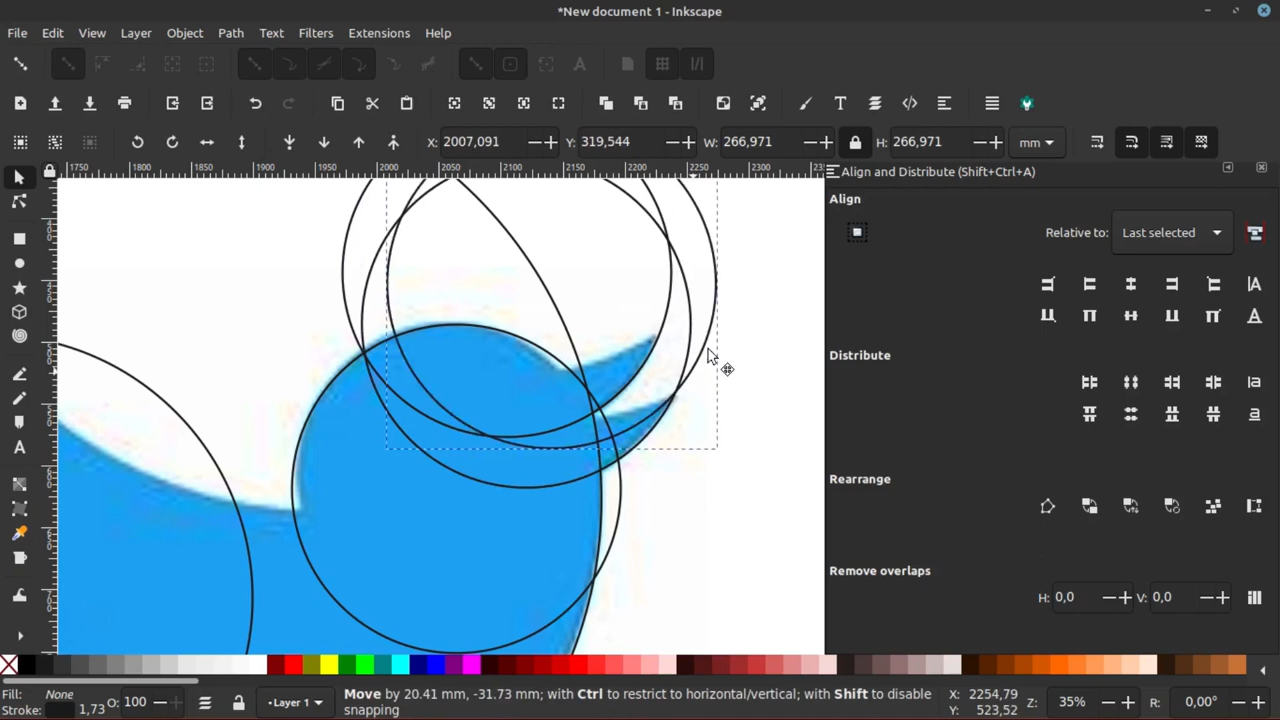 *New document 1 - Inkscape
File Edit View Layer Object Path Text Filters Extensions Help
X: 2007,091 Y: 319,544 W: 266,971 H: 266,971 mm
1750 1800 1850 1900 1950 2000 2050 2100 2150 2200 2250 2300
Align and Distribute (Shift+Ctrl+A)
Align
Relative to: Last selected
Distribute
Rearrange
Remove overlaps
H: 0,0 V: 0,0
Fill: None
Stroke: 1,73
O: 100
Layer 1
Move by 20.41 mm, -31.73 mm; with Ctrl to restrict to horizontal/vertical; with Shift to disable
snapping
X: 2254,79
Y: 523,52
Z: 35%
R: 0,00°